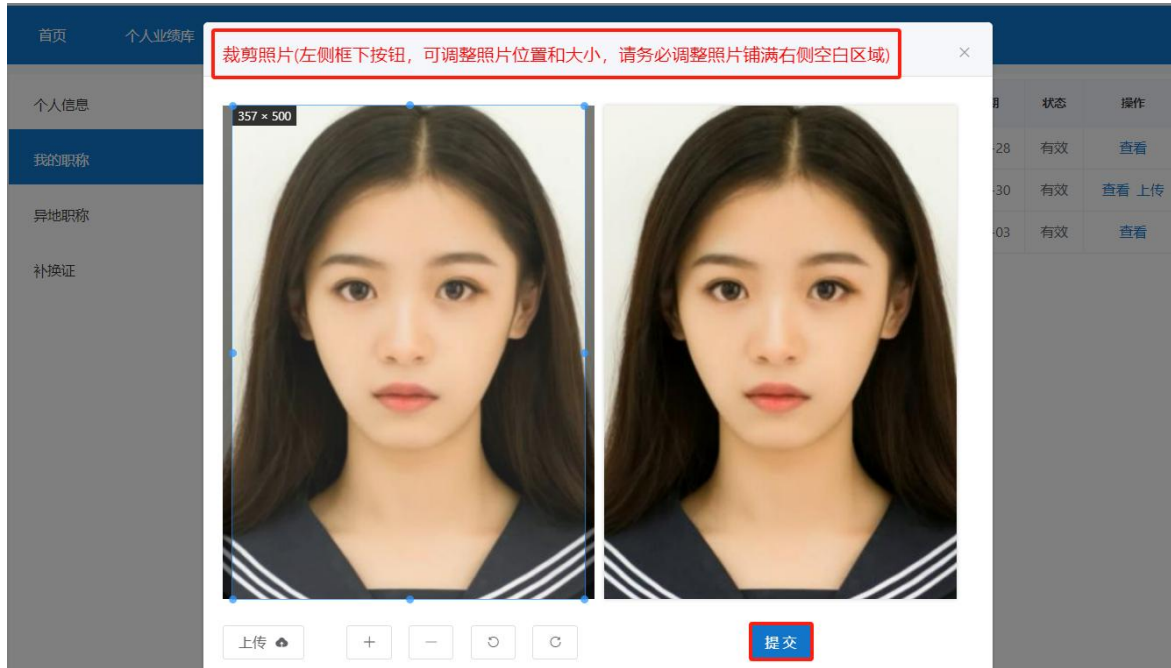 首页 个人业绩库
裁剪照片(左侧框下按钮，可调整照片位置和大小，请务必调整照片铺满右侧空白区域) ×
个人信息
我的职称
异地职称
补换证
357 × 500
期 状态 操作
-28 有效 查看
-30 有效 查看 上传
-03 有效 查看
上传 + −
提交